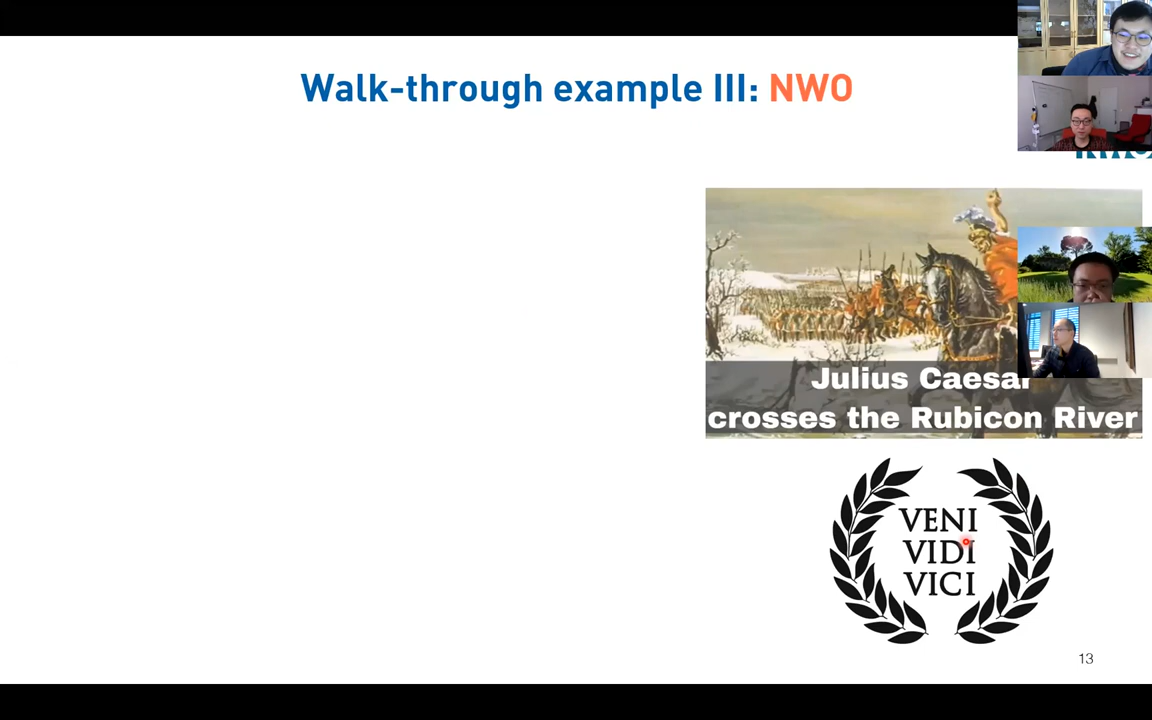 Walk-through example III: NWO
Julius Caesar
crosses the Rubicon River
VENI
VIDI
VICI
13